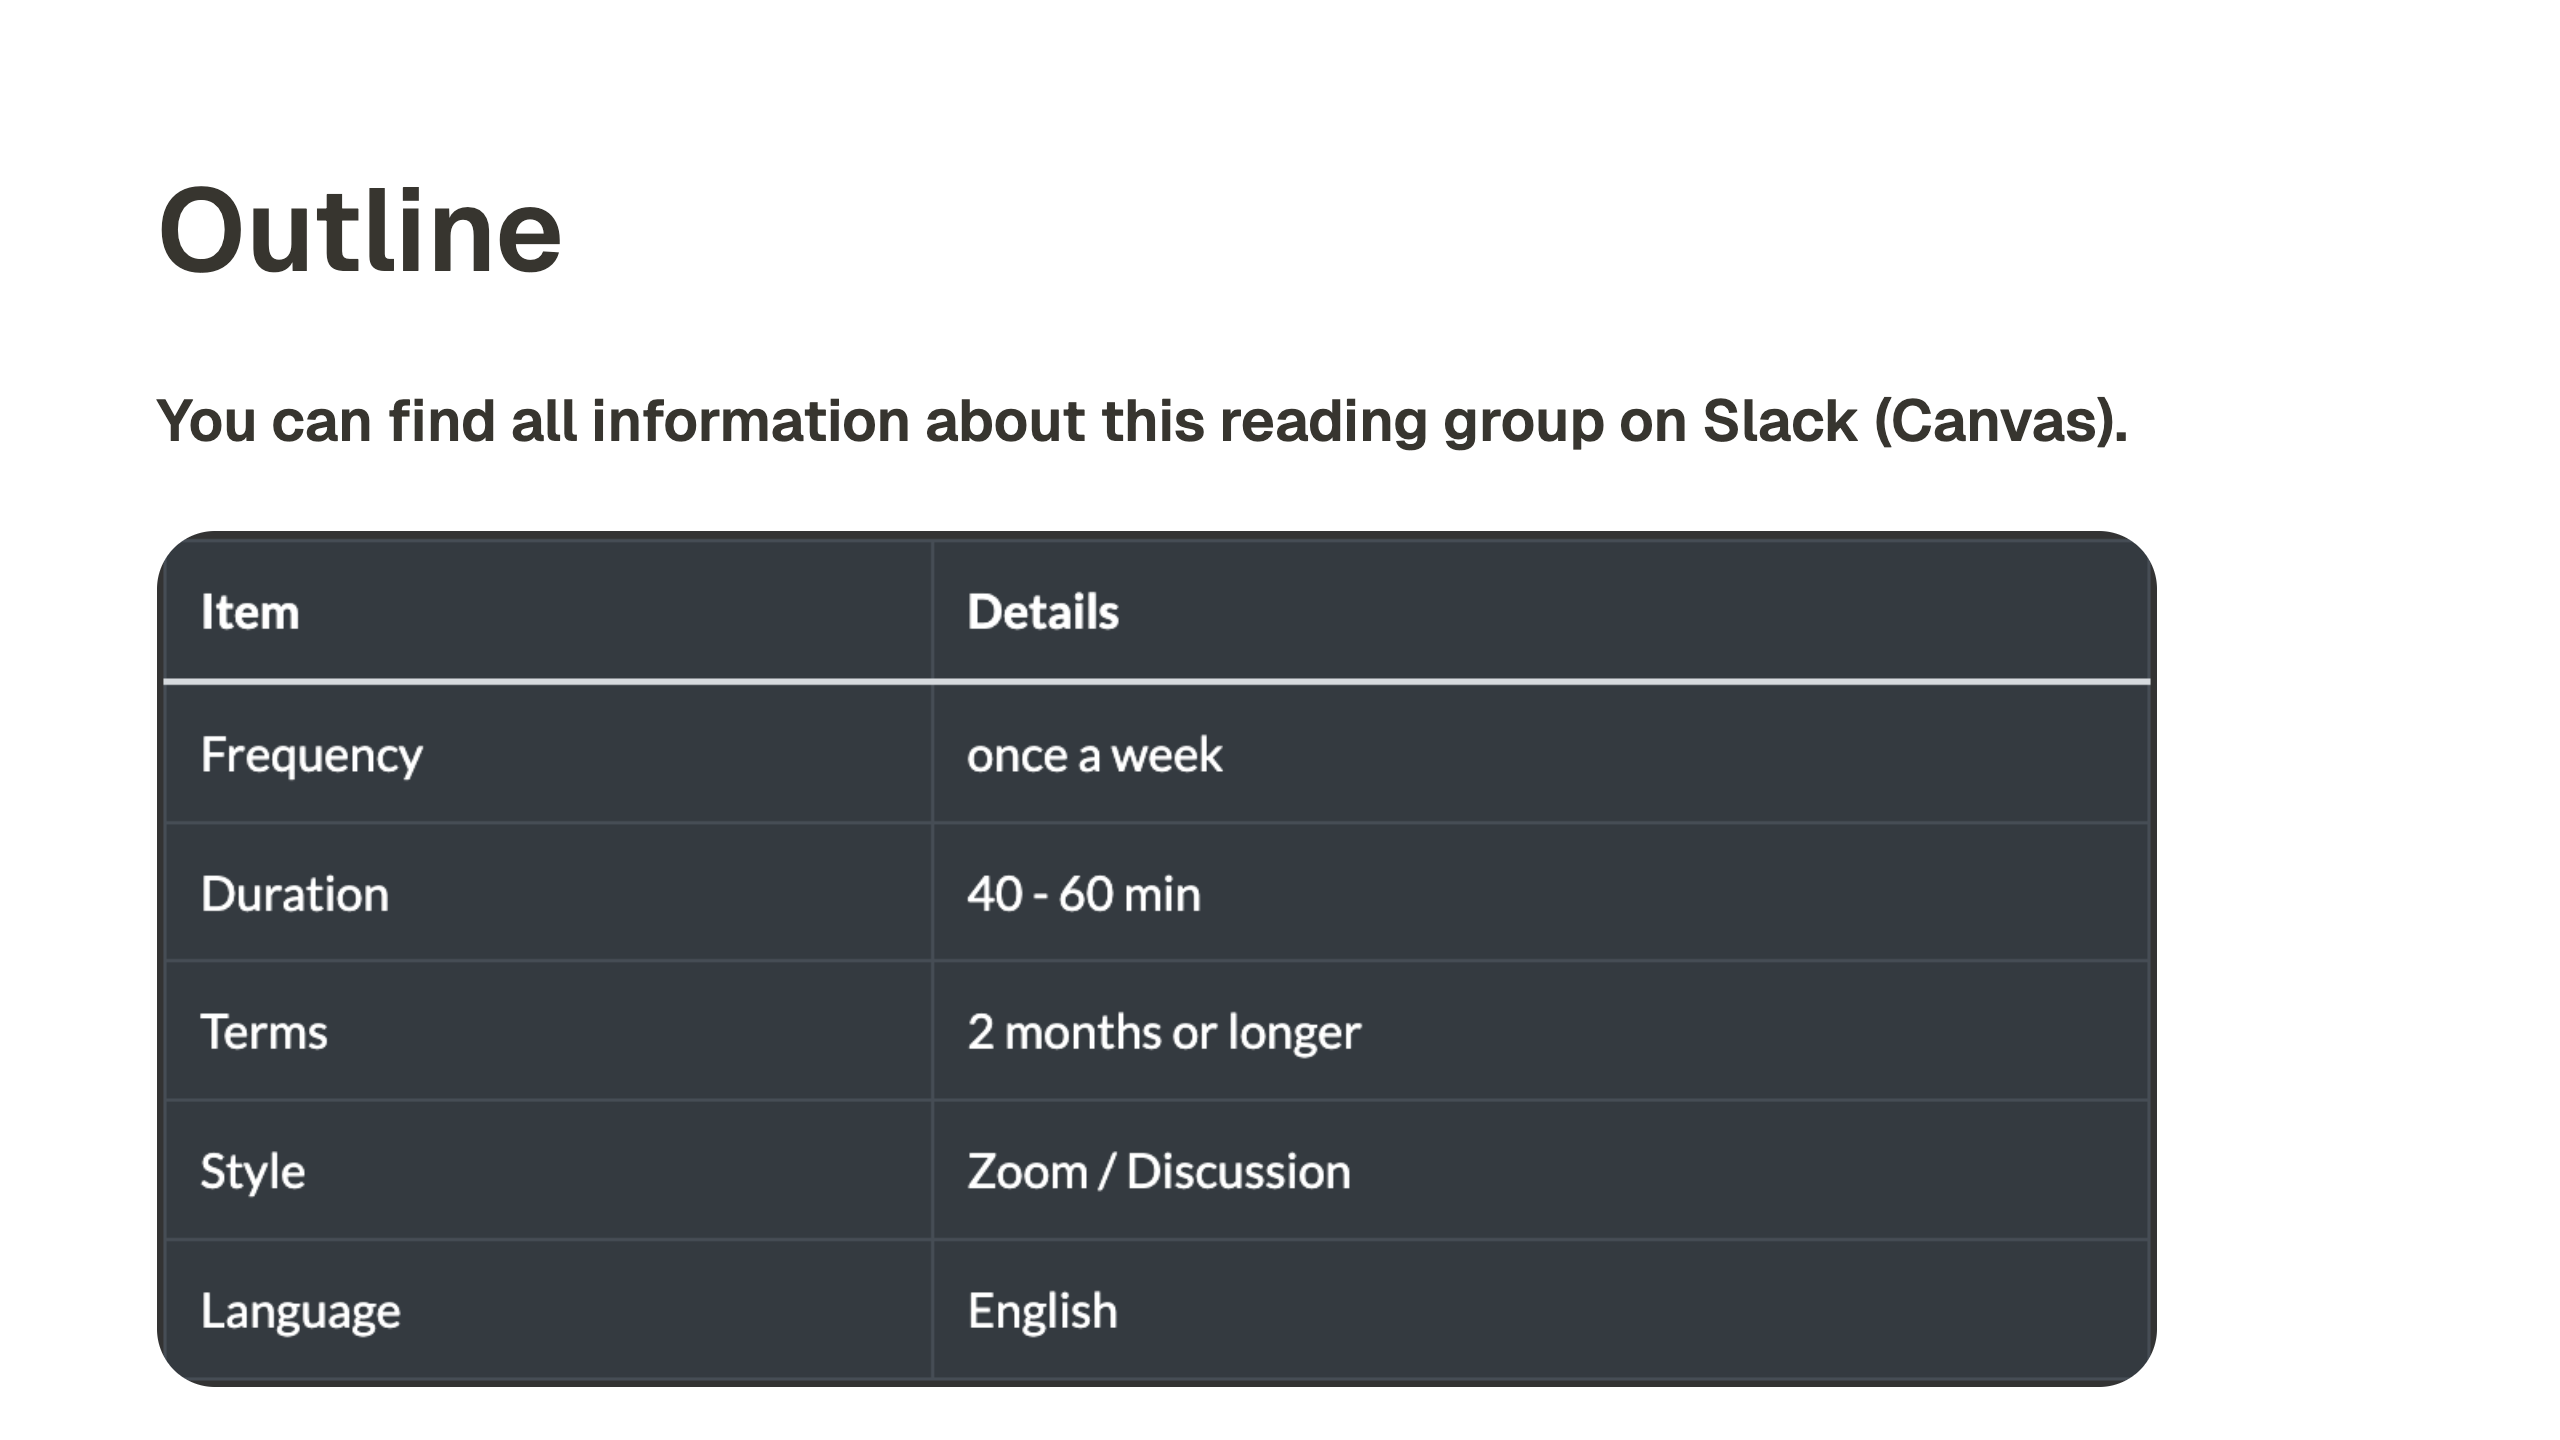 Outline
You can find all information about this reading group on Slack (Canvas).
Item Details
Frequency once a week
Duration 40 - 60 min
Terms 2 months or longer
Style Zoom / Discussion
Language English